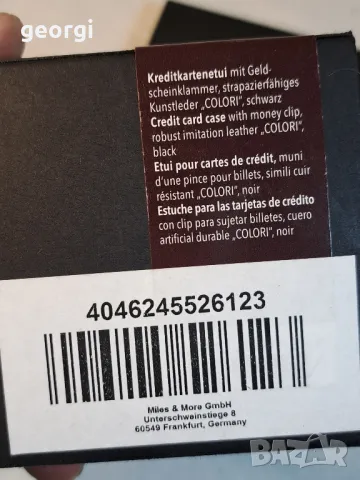 georgi
Kreditkartenetui mit Geld-
scheinklammer, strapazierfähiges
Kunstleder „COLORI", schwarz
Credit card case with money clip,
robust imitation leather „COLORI",
black
Etui pour cartes de crédit, muni
d'une pince pour billets, simili cuir
résistant „COLORI", noir
Estuche para las tarjetas de crédito
con clip para sujetar billetes, cuero
artificial durable „COLORI", noir
4046245526123
Miles & More GmbH
Unterschweinstiege 8
60549 Frankfurt, Germany
BAZAR